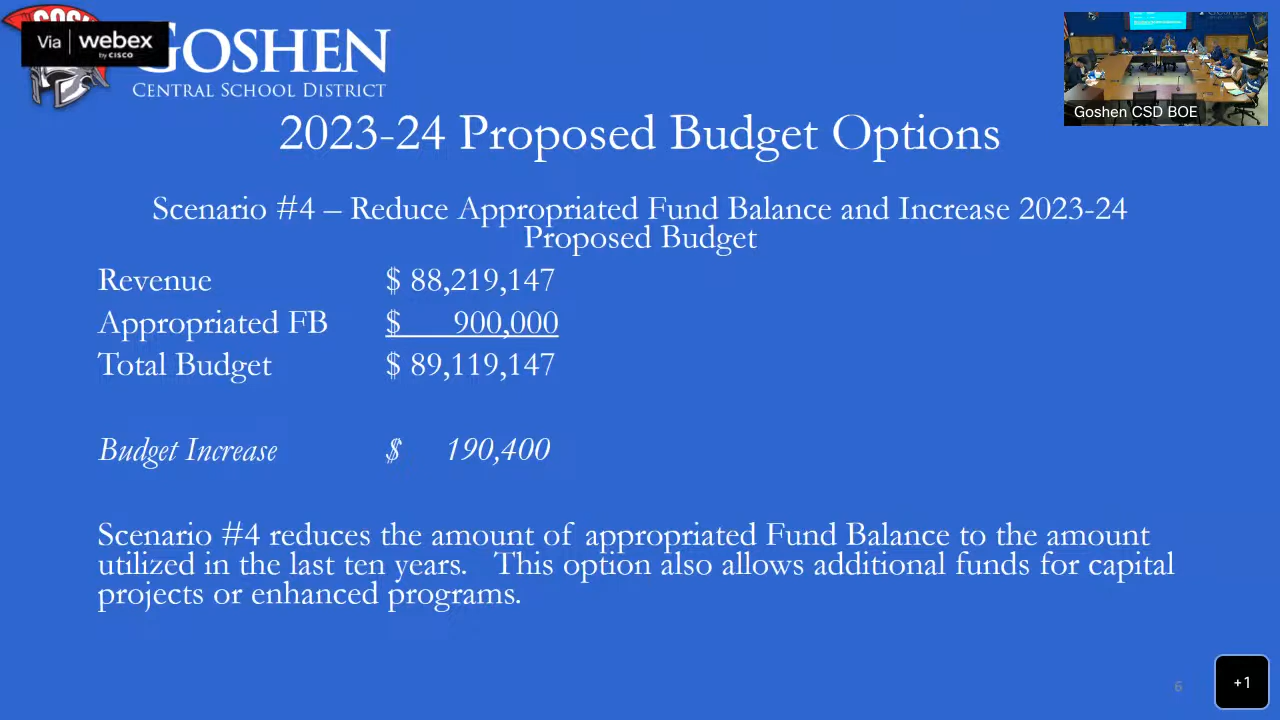 Via webex
by CISCO
GOSHEN
CENTRAL SCHOOL DISTRICT
Goshen CSD BOE
2023-24 Proposed Budget Options
Scenario #4 – Reduce Appropriated Fund Balance and Increase 2023-24
Proposed Budget
Revenue $ 88,219,147
Appropriated FB $ 900,000
Total Budget $ 89,119,147
Budget Increase $ 190,400
Scenario #4 reduces the amount of appropriated Fund Balance to the amount
utilized in the last ten years. This option also allows additional funds for capital
projects or enhanced programs.
6
+1